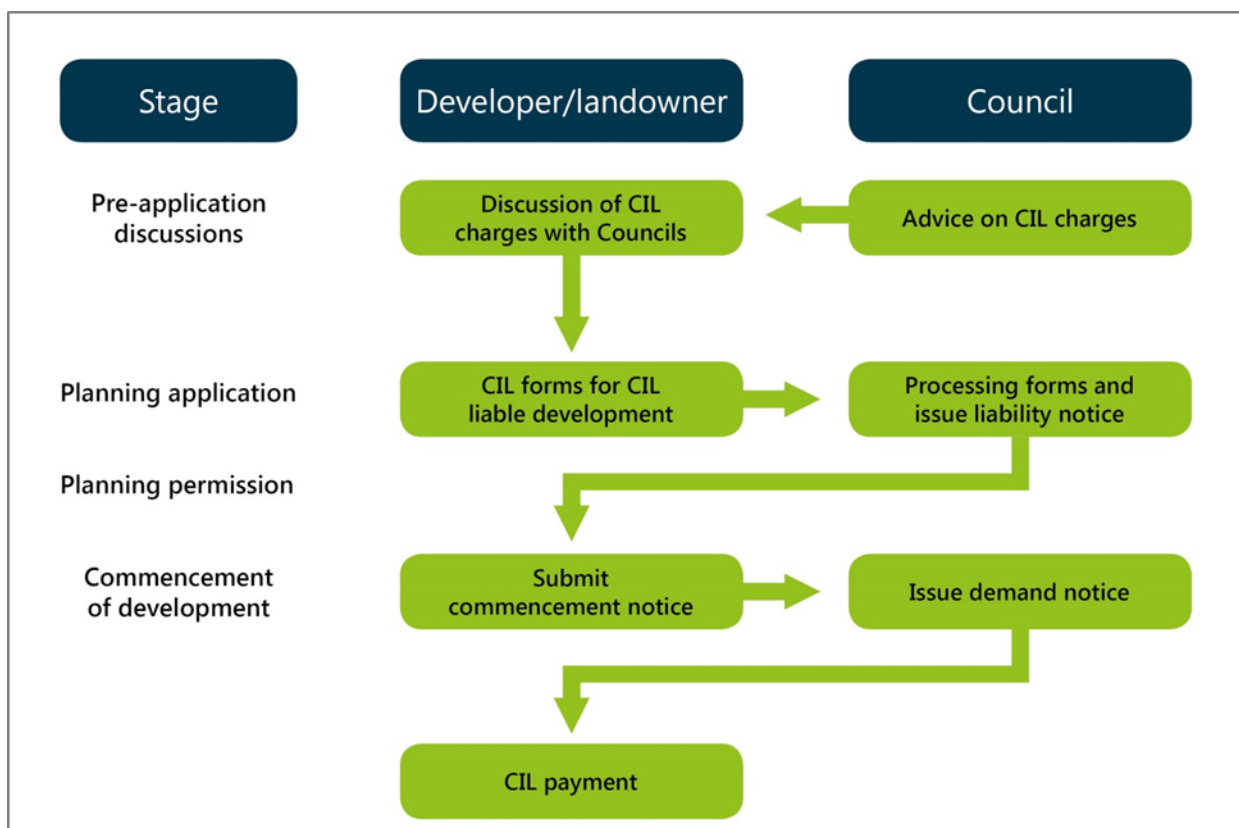 Stage
Developer/landowner
Council
Pre-application
discussions
Discussion of CIL
charges with Councils
Advice on CIL charges
Planning application
CIL forms for CIL
liable development
Processing forms and
issue liability notice
Planning permission
Commencement
of development
Submit
commencement notice
Issue demand notice
CIL payment